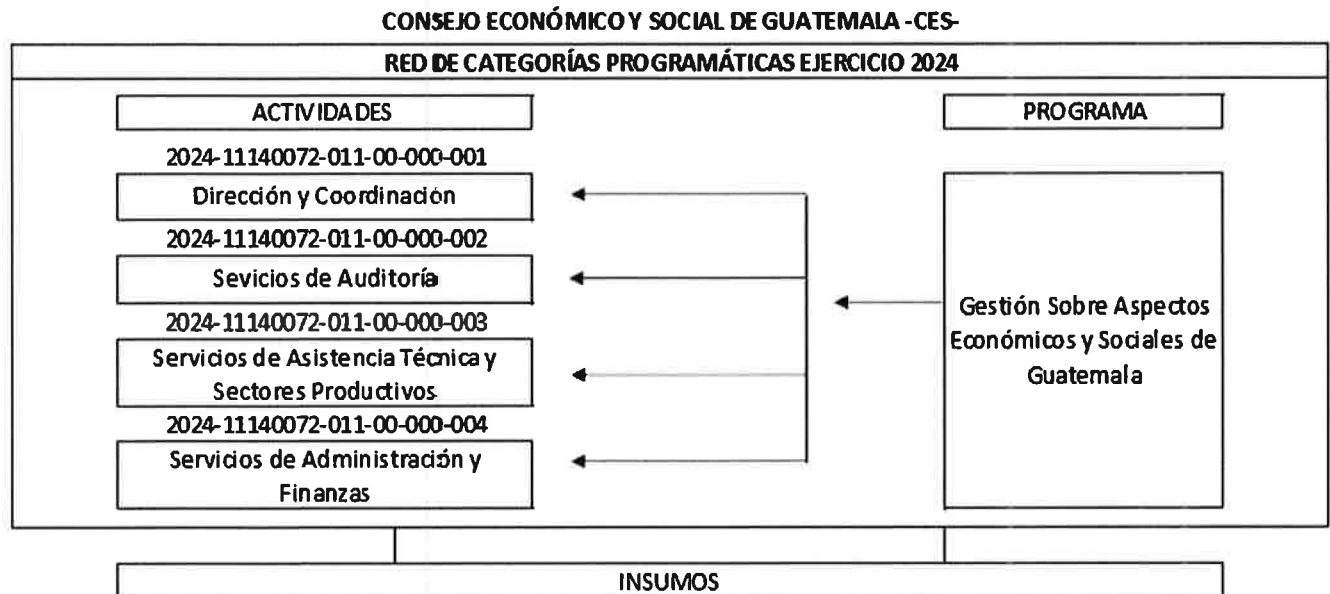 CONSEJO ECONÓMICO Y SOCIAL DE GUATEMALA -CES-
RED DE CATEGORÍAS PROGRAMÁTICAS EJERCICIO 2024
ACTIVIDADES
PROGRAMA
2024-11140072-011-00-000-001
Dirección y Coordinación
2024-11140072-011-00-000-002
Sevicios de Auditoría
2024-11140072-011-00-000-003
Servicios de Asistencia Técnica y
Sectores Productivos
2024-11140072-011-00-000-004
Servicios de Administración y
Finanzas
Gestión Sobre Aspectos
Económicos y Sociales de
Guatemala
INSUMOS